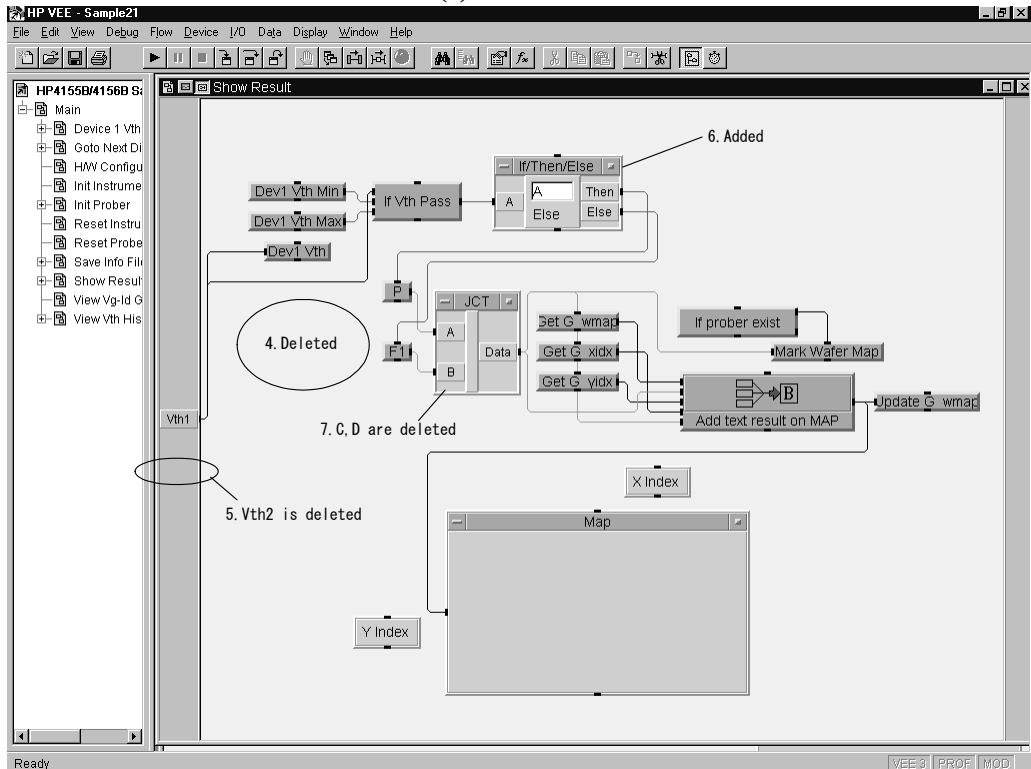 HP VEE - Sample21
File Edit View Debug Flow Device I/O Data Display Window Help
HP4155B/4156B Sa
Main
Device 1 Vth
Goto Next Di
H/W Configu
Init Instrume
Init Prober
Reset Instru
Reset Probe
Save Info File
Show Result
View Vg-Id G
View Vth His
Show Result
6. Added
If/Then/Else
A
A
Then
Else
Else
Dev1 Vth Min
Dev1 Vth Max
If Vth Pass
Dev1 Vth
P
F1
JCT
A
B
Data
4. Deleted
Get G wmap
Get G xidx
Get G yidx
If prober exist
Mark Wafer Map
B
Add text result on MAP
Update G wmap
Vth1
7. C, D are deleted
5. Vth2 is deleted
X Index
Map
Y Index
Ready
VEE 3 PROF MOD